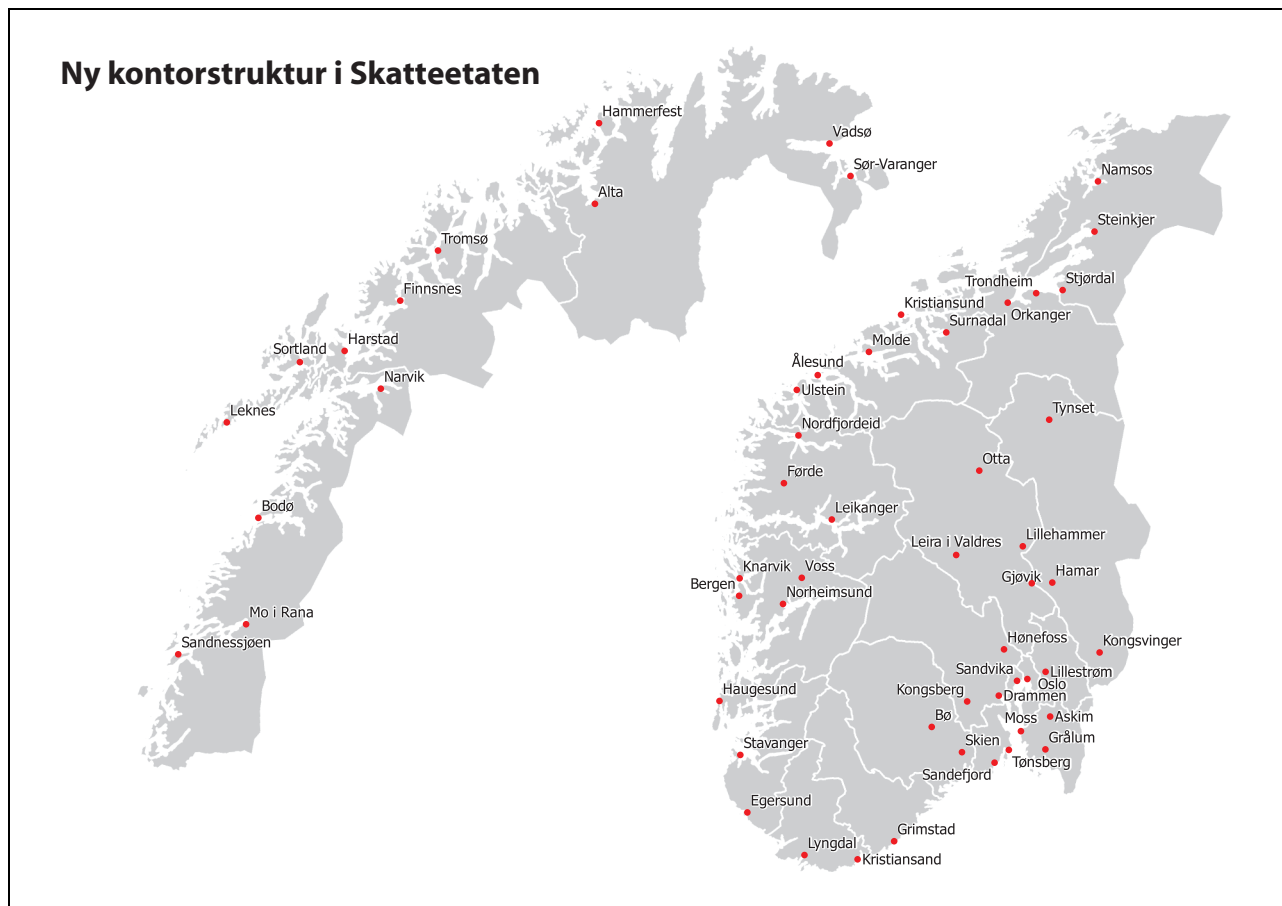 Ny kontorstruktur i Skatteetaten
Hammerfest
Vadsø
Sør-Varanger
Alta
Tromsø
Finnsnes
Harstad
Sortland
Narvik
Leknes
Bodø
Mo i Rana
Sandnessjøen
Namsos
Steinkjer
Stjørdal
Trondheim
Orkanger
Kristiansund
Surnadal
Molde
Ålesund
Ulstein
Nordfjordeid
Tynset
Otta
Førde
Leikanger
Leira i Valdres
Lillehammer
Gjøvik
Hamar
Knarvik
Voss
Bergen
Norheimsund
Hønefoss
Kongsvinger
Sandvika
Lillestrøm
Oslo
Drammen
Kongsberg
Haugesund
Bø
Moss
Askim
Grålum
Skien
Tønsberg
Sandefjord
Stavanger
Egersund
Grimstad
Lyngdal
Kristiansand